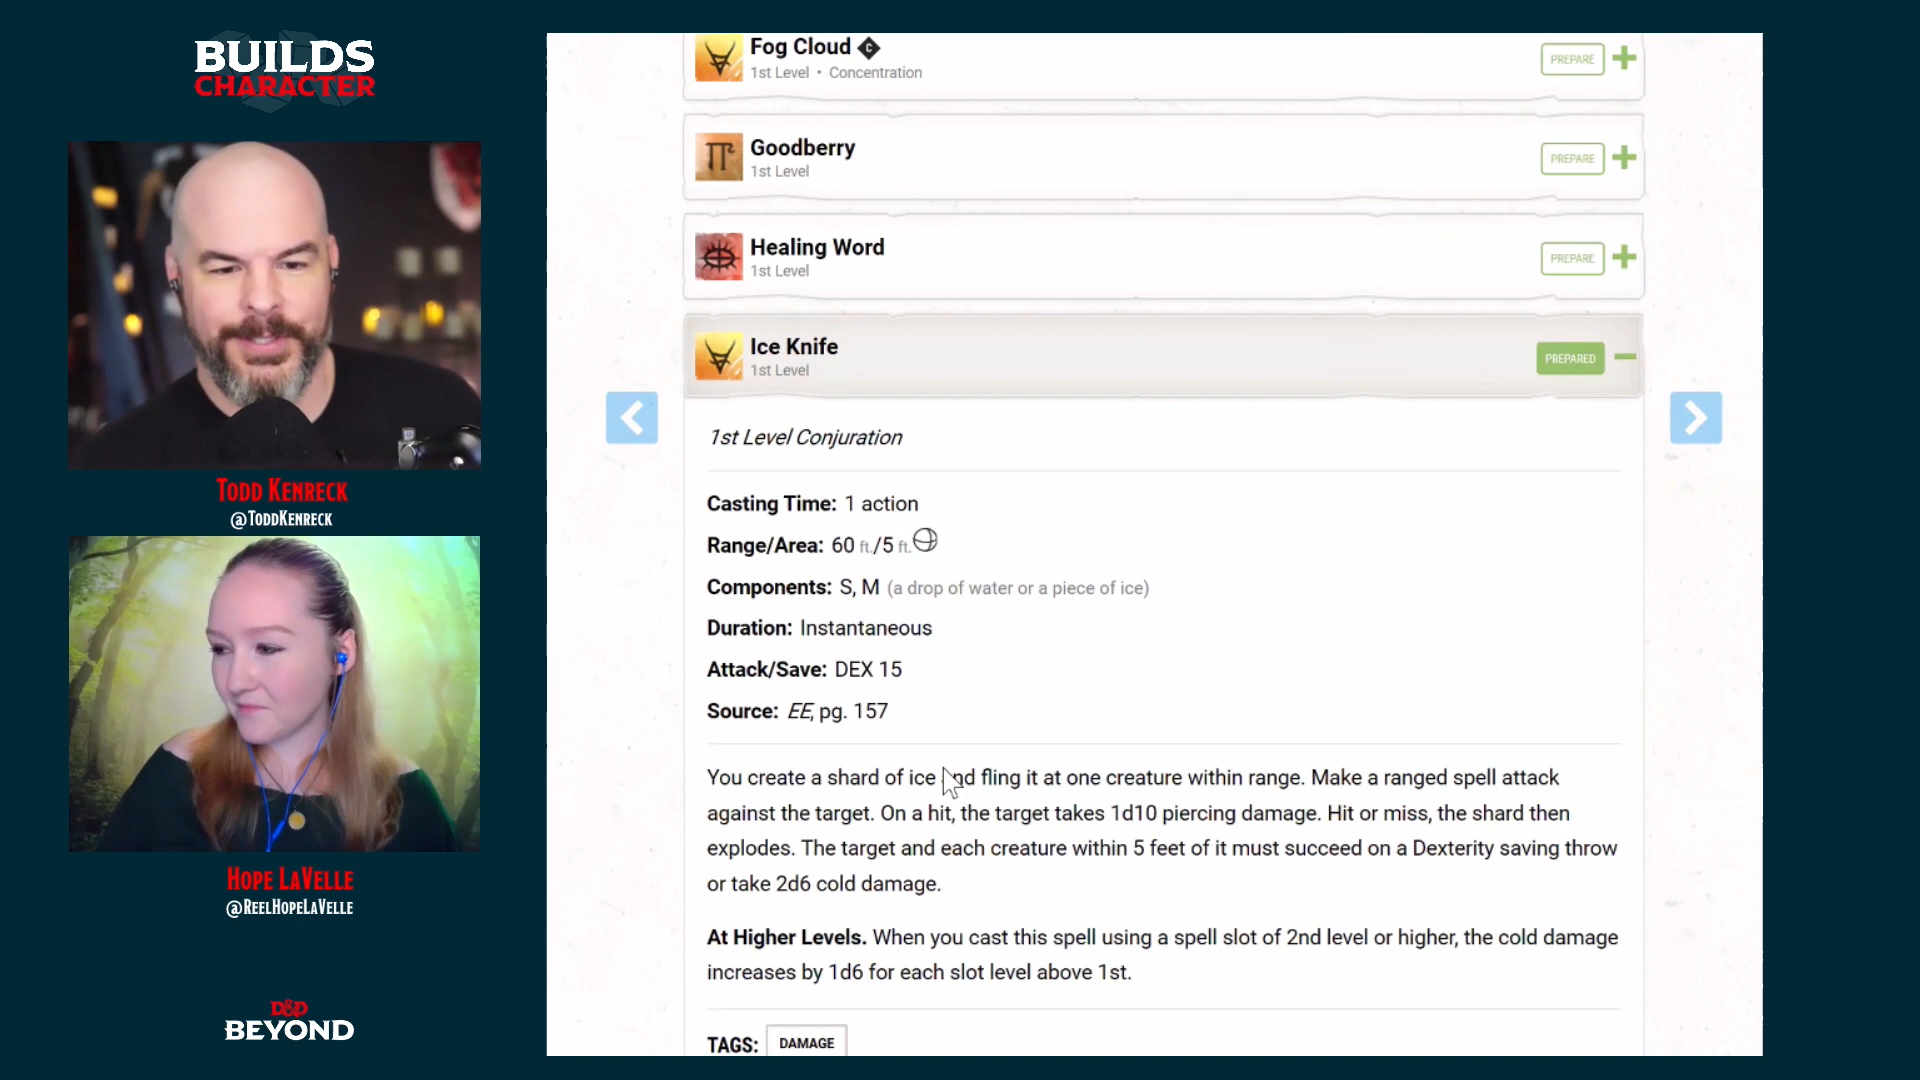 BUILDS
CHARACTER
TODD KENRECK
@TODDKENRECK
HOPE LAVELLE
@REELHOPELAVELLE
D&D
BEYOND
Fog Cloud C
1st Level • Concentration
PREPARE
Goodberry
1st Level
PREPARE
Healing Word
1st Level
PREPARE
Ice Knife
1st Level
PREPARED
1st Level Conjuration
Casting Time: 1 action
Range/Area: 60 ft./5 ft.
Components: S, M (a drop of water or a piece of ice)
Duration: Instantaneous
Attack/Save: DEX 15
Source: EE, pg. 157
You create a shard of ice and fling it at one creature within range. Make a ranged spell attack
against the target. On a hit, the target takes 1d10 piercing damage. Hit or miss, the shard then
explodes. The target and each creature within 5 feet of it must succeed on a Dexterity saving throw
or take 2d6 cold damage.
At Higher Levels. When you cast this spell using a spell slot of 2nd level or higher, the cold damage
increases by 1d6 for each slot level above 1st.
TAGS: DAMAGE